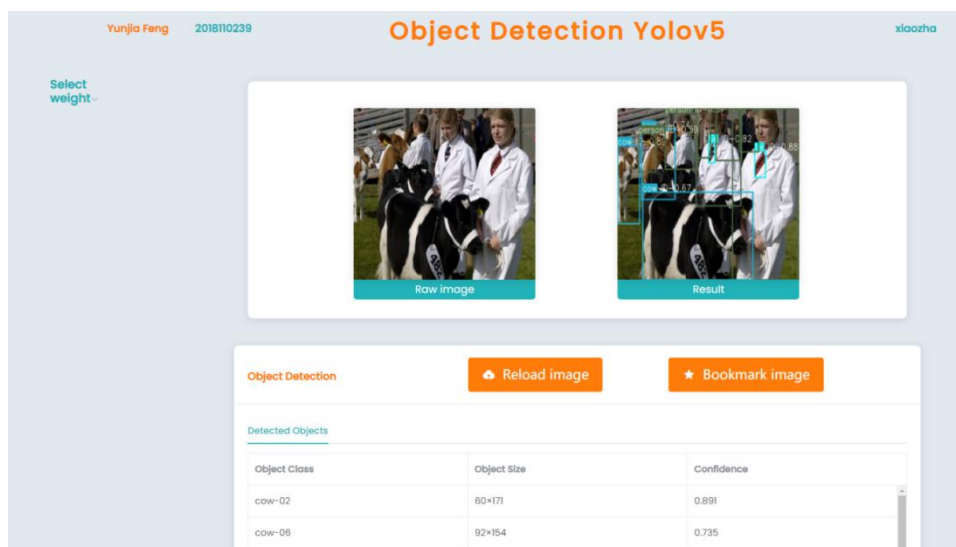 Yunjia Feng 2018110239 Object Detection Yolov5 xiaozha
Select
weight
482
Raw image
Result
Object Detection Reload image Bookmark image
Detected Objects
Object Class Object Size Confidence
cow-02 60×171 0.891
cow-06 92×154 0.735